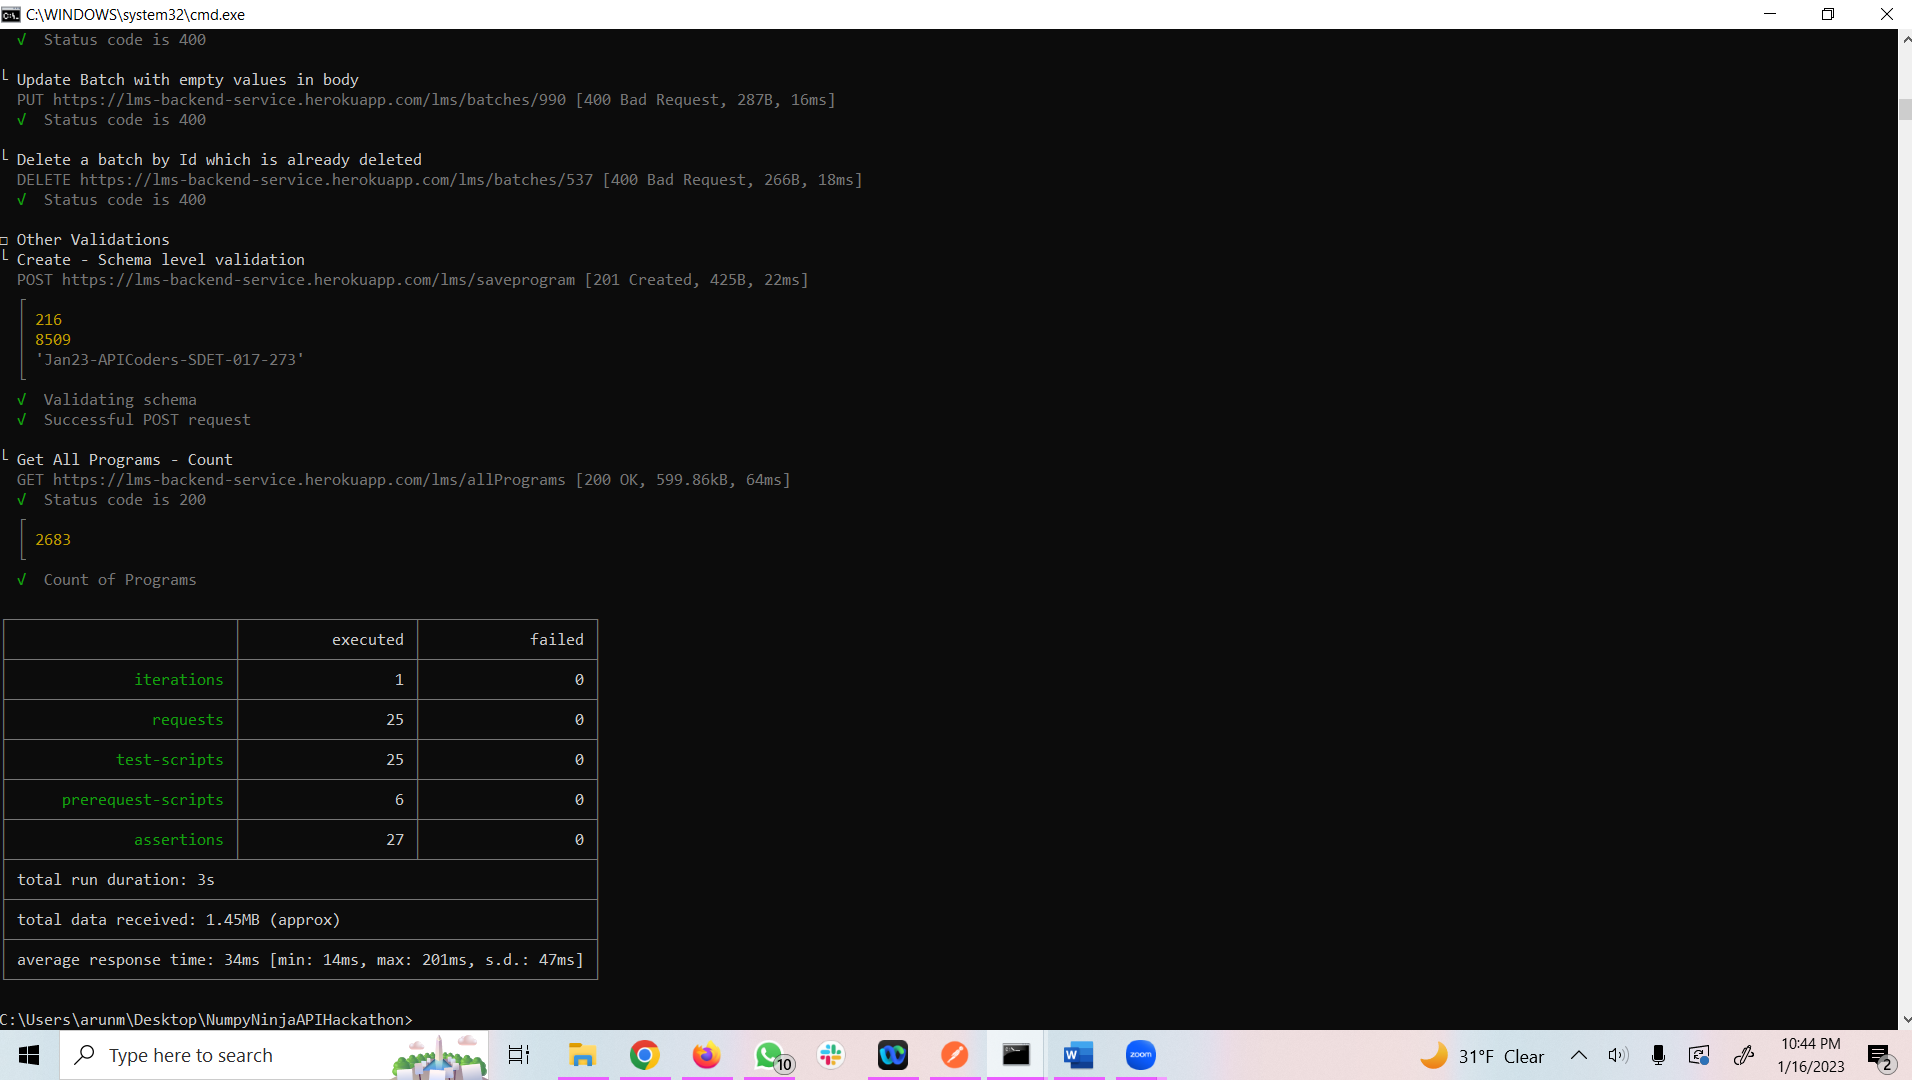 C:\WINDOWS\system32\cmd.exe
√ Status code is 400
└ Update Batch with empty values in body
PUT https://lms-backend-service.herokuapp.com/lms/batches/990 [400 Bad Request, 287B, 16ms]
√ Status code is 400
└ Delete a batch by Id which is already deleted
DELETE https://lms-backend-service.herokuapp.com/lms/batches/537 [400 Bad Request, 266B, 18ms]
√ Status code is 400
□ Other Validations
└ Create - Schema level validation
POST https://lms-backend-service.herokuapp.com/lms/saveprogram [201 Created, 425B, 22ms]
216
8509
'Jan23-APICoders-SDET-017-273'
√ Validating schema
√ Successful POST request
└ Get All Programs - Count
GET https://lms-backend-service.herokuapp.com/lms/allPrograms [200 OK, 599.86kB, 64ms]
√ Status code is 200
2683
√ Count of Programs
executed failed
iterations 1 0
requests 25 0
test-scripts 25 0
prerequest-scripts 6 0
assertions 27 0
total run duration: 3s
total data received: 1.45MB (approx)
average response time: 34ms [min: 14ms, max: 201ms, s.d.: 47ms]
C:\Users\arunm\Desktop\NumpyNinjaAPIHackathon>
Type here to search
10
W
zoom
31°F Clear
10:44 PM
1/16/2023
2